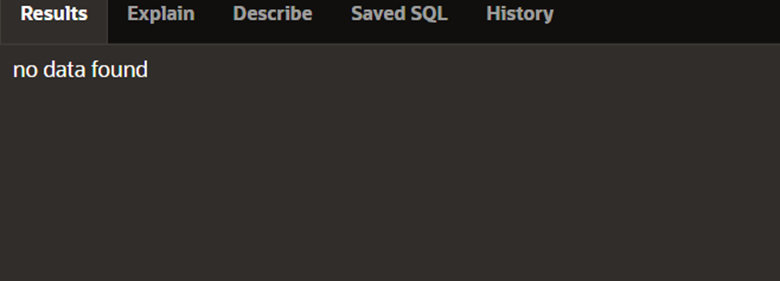 Results Explain Describe Saved SQL History
no data found